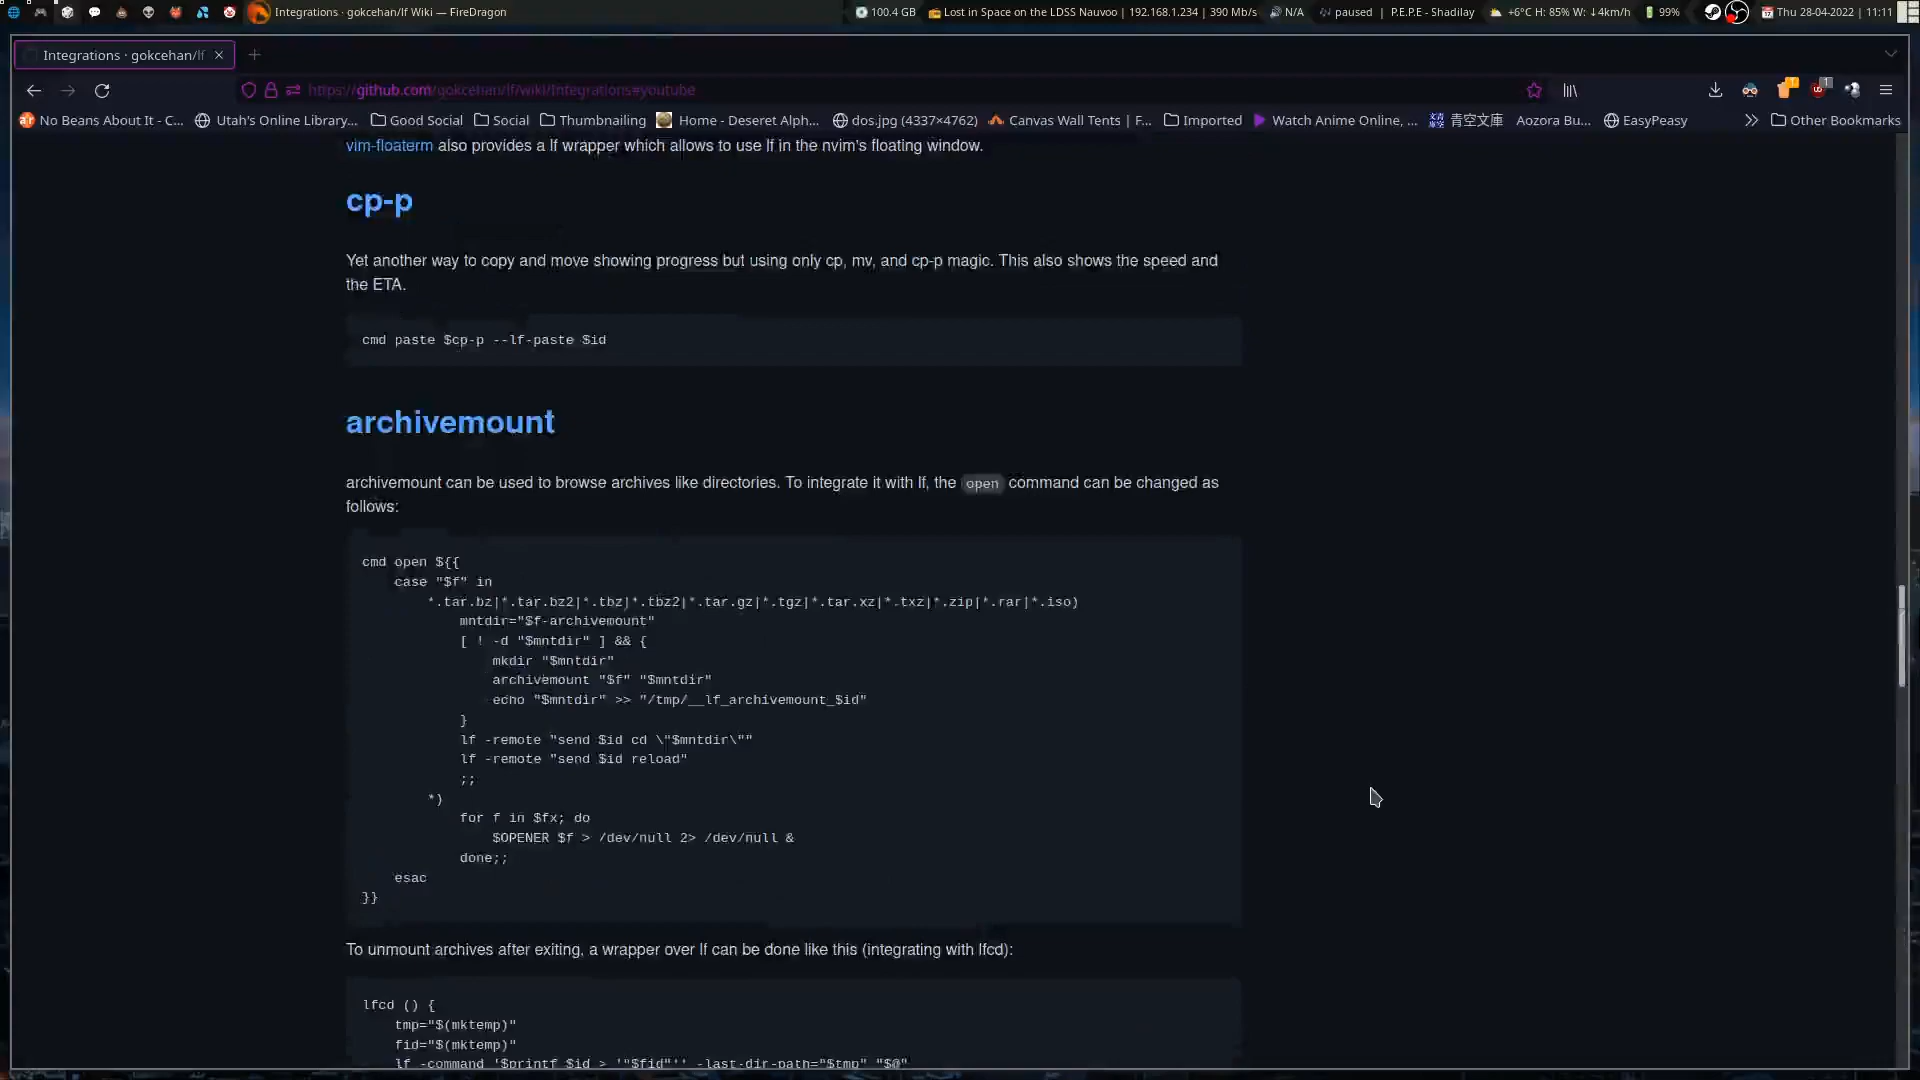 Integrations · gokcehan/lf Wiki — FireDragon
100.4 GB
Lost in Space on the LDSS Nauvoo | 192.168.1.234 | 390 Mb/s
N/A
paused | P.E.P.E - Shadilay
+6°C H: 85% W: ↓4km/h
99%
Thu 28-04-2022 | 11:11
Integrations · gokcehan/lf
https://github.com/gokcehan/lf/wiki/Integrations=youtube
1
No Beans About It - C...
Utah's Online Library...
Good Social
Social
Thumbnailing
Home - Deseret Alph...
dos.jpg (4337×4762)
Canvas Wall Tents | F...
Imported
Watch Anime Online, ...
青空文庫 Aozora Bu...
EasyPeasy
Other Bookmarks
vim-floaterm also provides a lf wrapper which allows to use lf in the nvim's floating window.
cp-p
Yet another way to copy and move showing progress but using only cp, mv, and cp-p magic. This also shows the speed and
the ETA.
cmd paste $cp-p --lf-paste $id
archivemount
archivemount can be used to browse archives like directories. To integrate it with lf, the open command can be changed as
follows:
cmd open ${{
case "$f" in
*.tar.bz|*.tar.bz2|*.tbz|*.tbz2|*.tar.gz|*.tgz|*.tar.xz|*.txz|*.zip|*.rar|*.iso)
mntdir="$f-archivemount"
[ ! -d "$mntdir" ] && {
mkdir "$mntdir"
archivemount "$f" "$mntdir"
echo "$mntdir" >> "/tmp/__lf_archivemount_$id"
}
lf -remote "send $id cd \"$mntdir\""
lf -remote "send $id reload"
;;
*)
for f in $fx; do
$OPENER $f > /dev/null 2> /dev/null &
done;;
esac
}}
To unmount archives after exiting, a wrapper over lf can be done like this (integrating with lfcd):
lfcd () {
tmp="$(mktemp)"
fid="$(mktemp)"
lf -command '$printf $id > '"$fid"'' -last-dir-path="$tmp" "$@"